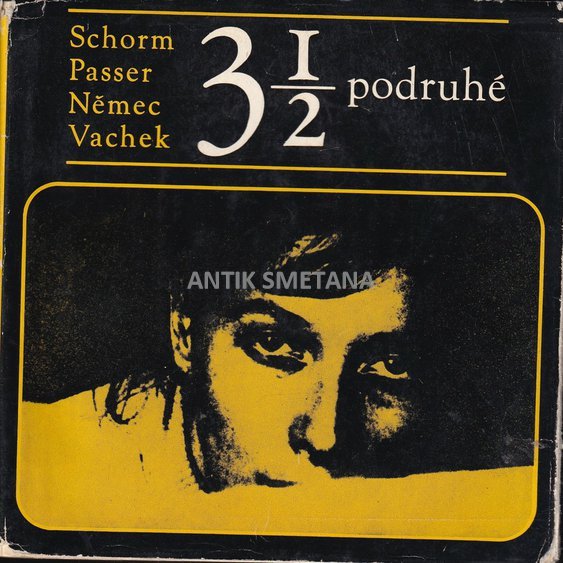 Schorm
Passer
Němec
Vachek
3 1/2 podruhé
ANTIK SMETANA